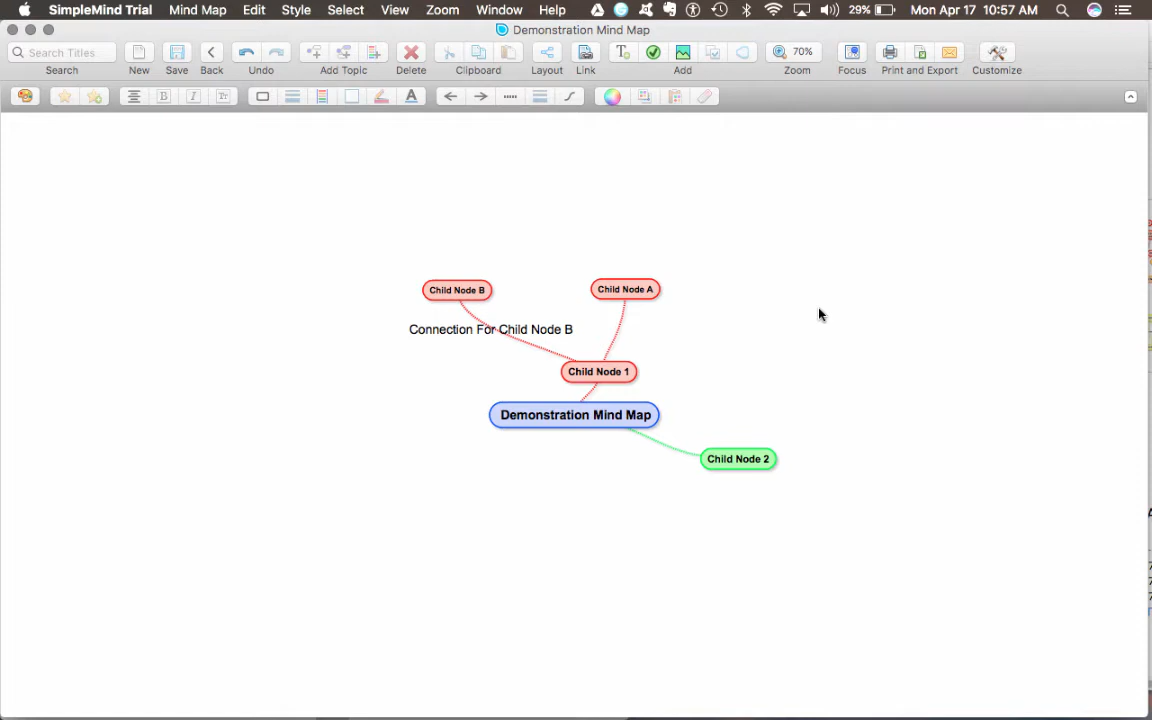 SimpleMind Trial Mind Map Edit Style Select View Zoom Window Help 29% Mon Apr 17 10:57 AM
Demonstration Mind Map
Search Titles 70%
Search New Save Back Undo Add Topic Delete Clipboard Layout Link Add Zoom Focus Print and Export Customize
B I Tr A
Child Node B Child Node A
Connection For Child Node B
Child Node 1
Demonstration Mind Map
Child Node 2